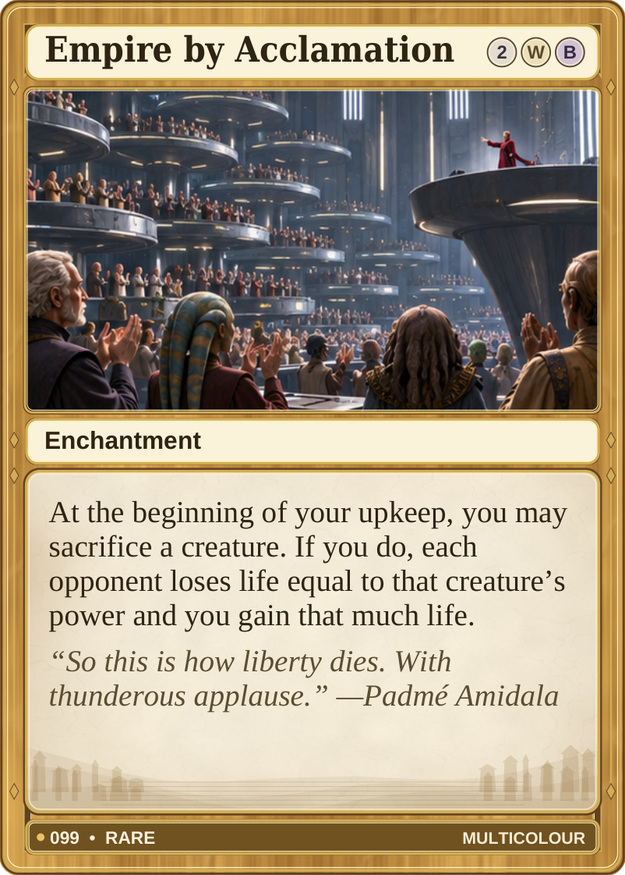 Empire by Acclamation 2 W B
Enchantment
At the beginning of your upkeep, you may
sacrifice a creature. If you do, each
opponent loses life equal to that creature’s
power and you gain that much life.
“So this is how liberty dies. With
thunderous applause.” —Padmé Amidala
099 • RARE MULTICOLOUR